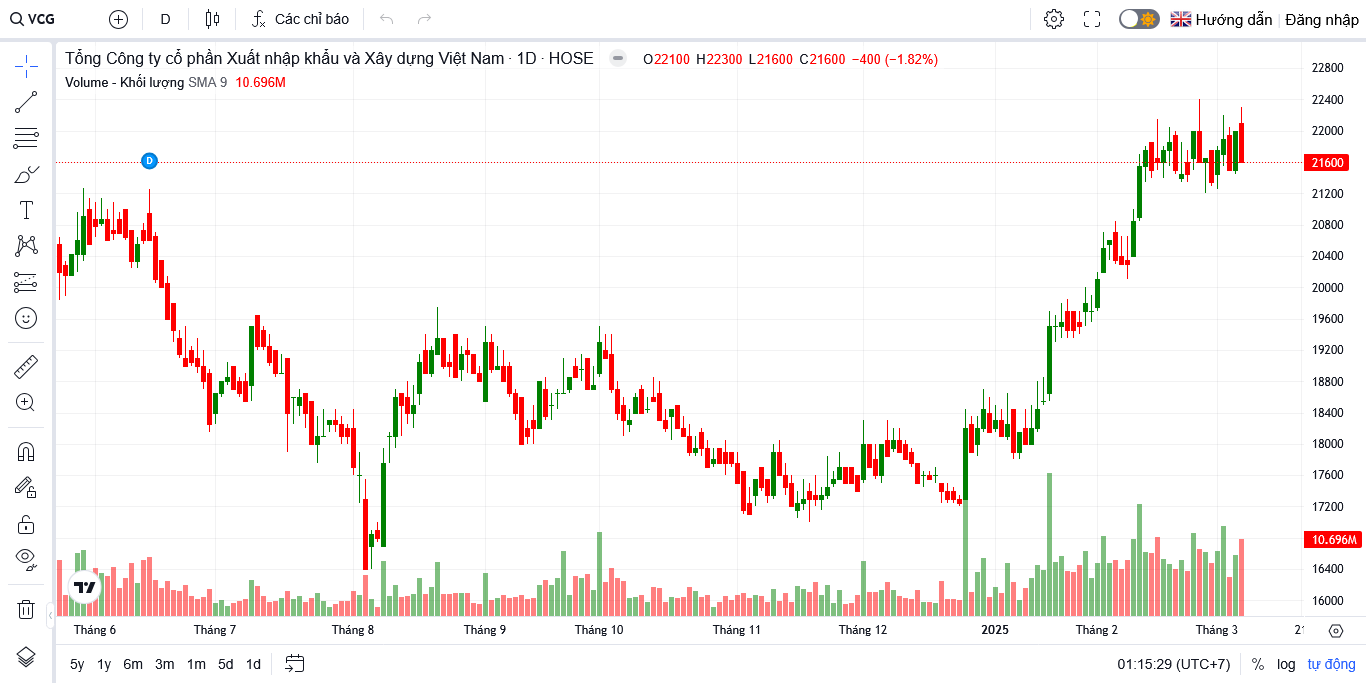 VCG D Các chỉ báo Hướng dẫn Đăng nhập
Tổng Công ty cổ phần Xuất nhập khẩu và Xây dựng Việt Nam · 1D · HOSE O22100 H22300 L21600 C21600 −400 (−1.82%)
Volume - Khối lượng SMA 9 10.696M
D
22800
22400
22000
21600
21200
20800
20400
20000
19600
19200
18800
18400
18000
17600
17200
10.696M
16400
16000
Tháng 6 Tháng 7 Tháng 8 Tháng 9 Tháng 10 Tháng 11 Tháng 12 2025 Tháng 2 Tháng 3
5y 1y 6m 3m 1m 5d 1d 01:15:29 (UTC+7) % log tự động